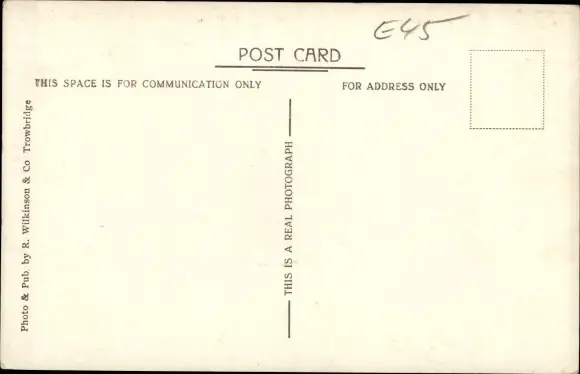 E45
POST CARD
THIS SPACE IS FOR COMMUNICATION ONLY
FOR ADDRESS ONLY
Photo & Pub. by R. Wilkinson & Co Trowbridge
THIS IS A REAL PHOTOGRAPH